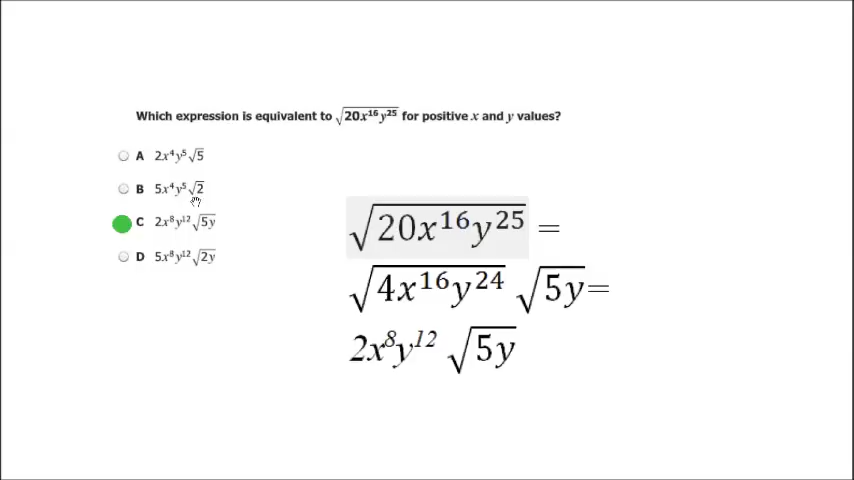 Which expression is equivalent to √(20x¹⁶y²⁵) for positive x and y values?
A 2x⁴y⁵√5
B 5x⁴y⁵√2
C 2x⁸y¹²√(5y)
D 5x⁸y¹²√(2y)
√(20x¹⁶y²⁵) =
√(4x¹⁶y²⁴) √(5y) =
2x⁸y¹² √(5y)